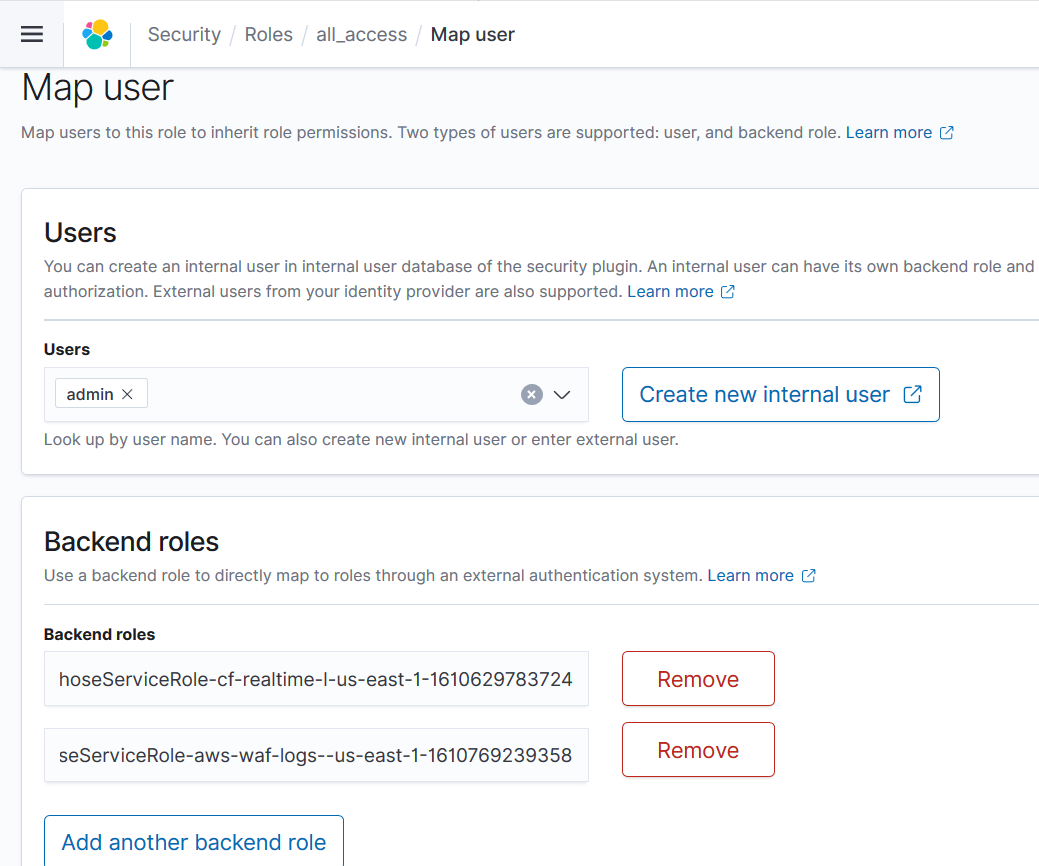 Security / Roles / all_access / Map user
Map user
Map users to this role to inherit role permissions. Two types of users are supported: user, and backend role. Learn more
Users
You can create an internal user in internal user database of the security plugin. An internal user can have its own backend role and
authorization. External users from your identity provider are also supported. Learn more
Users
admin
Create new internal user
Look up by user name. You can also create new internal user or enter external user.
Backend roles
Use a backend role to directly map to roles through an external authentication system. Learn more
Backend roles
hoseServiceRole-cf-realtime-l-us-east-1-1610629783724
Remove
seServiceRole-aws-waf-logs--us-east-1-1610769239358
Remove
Add another backend role